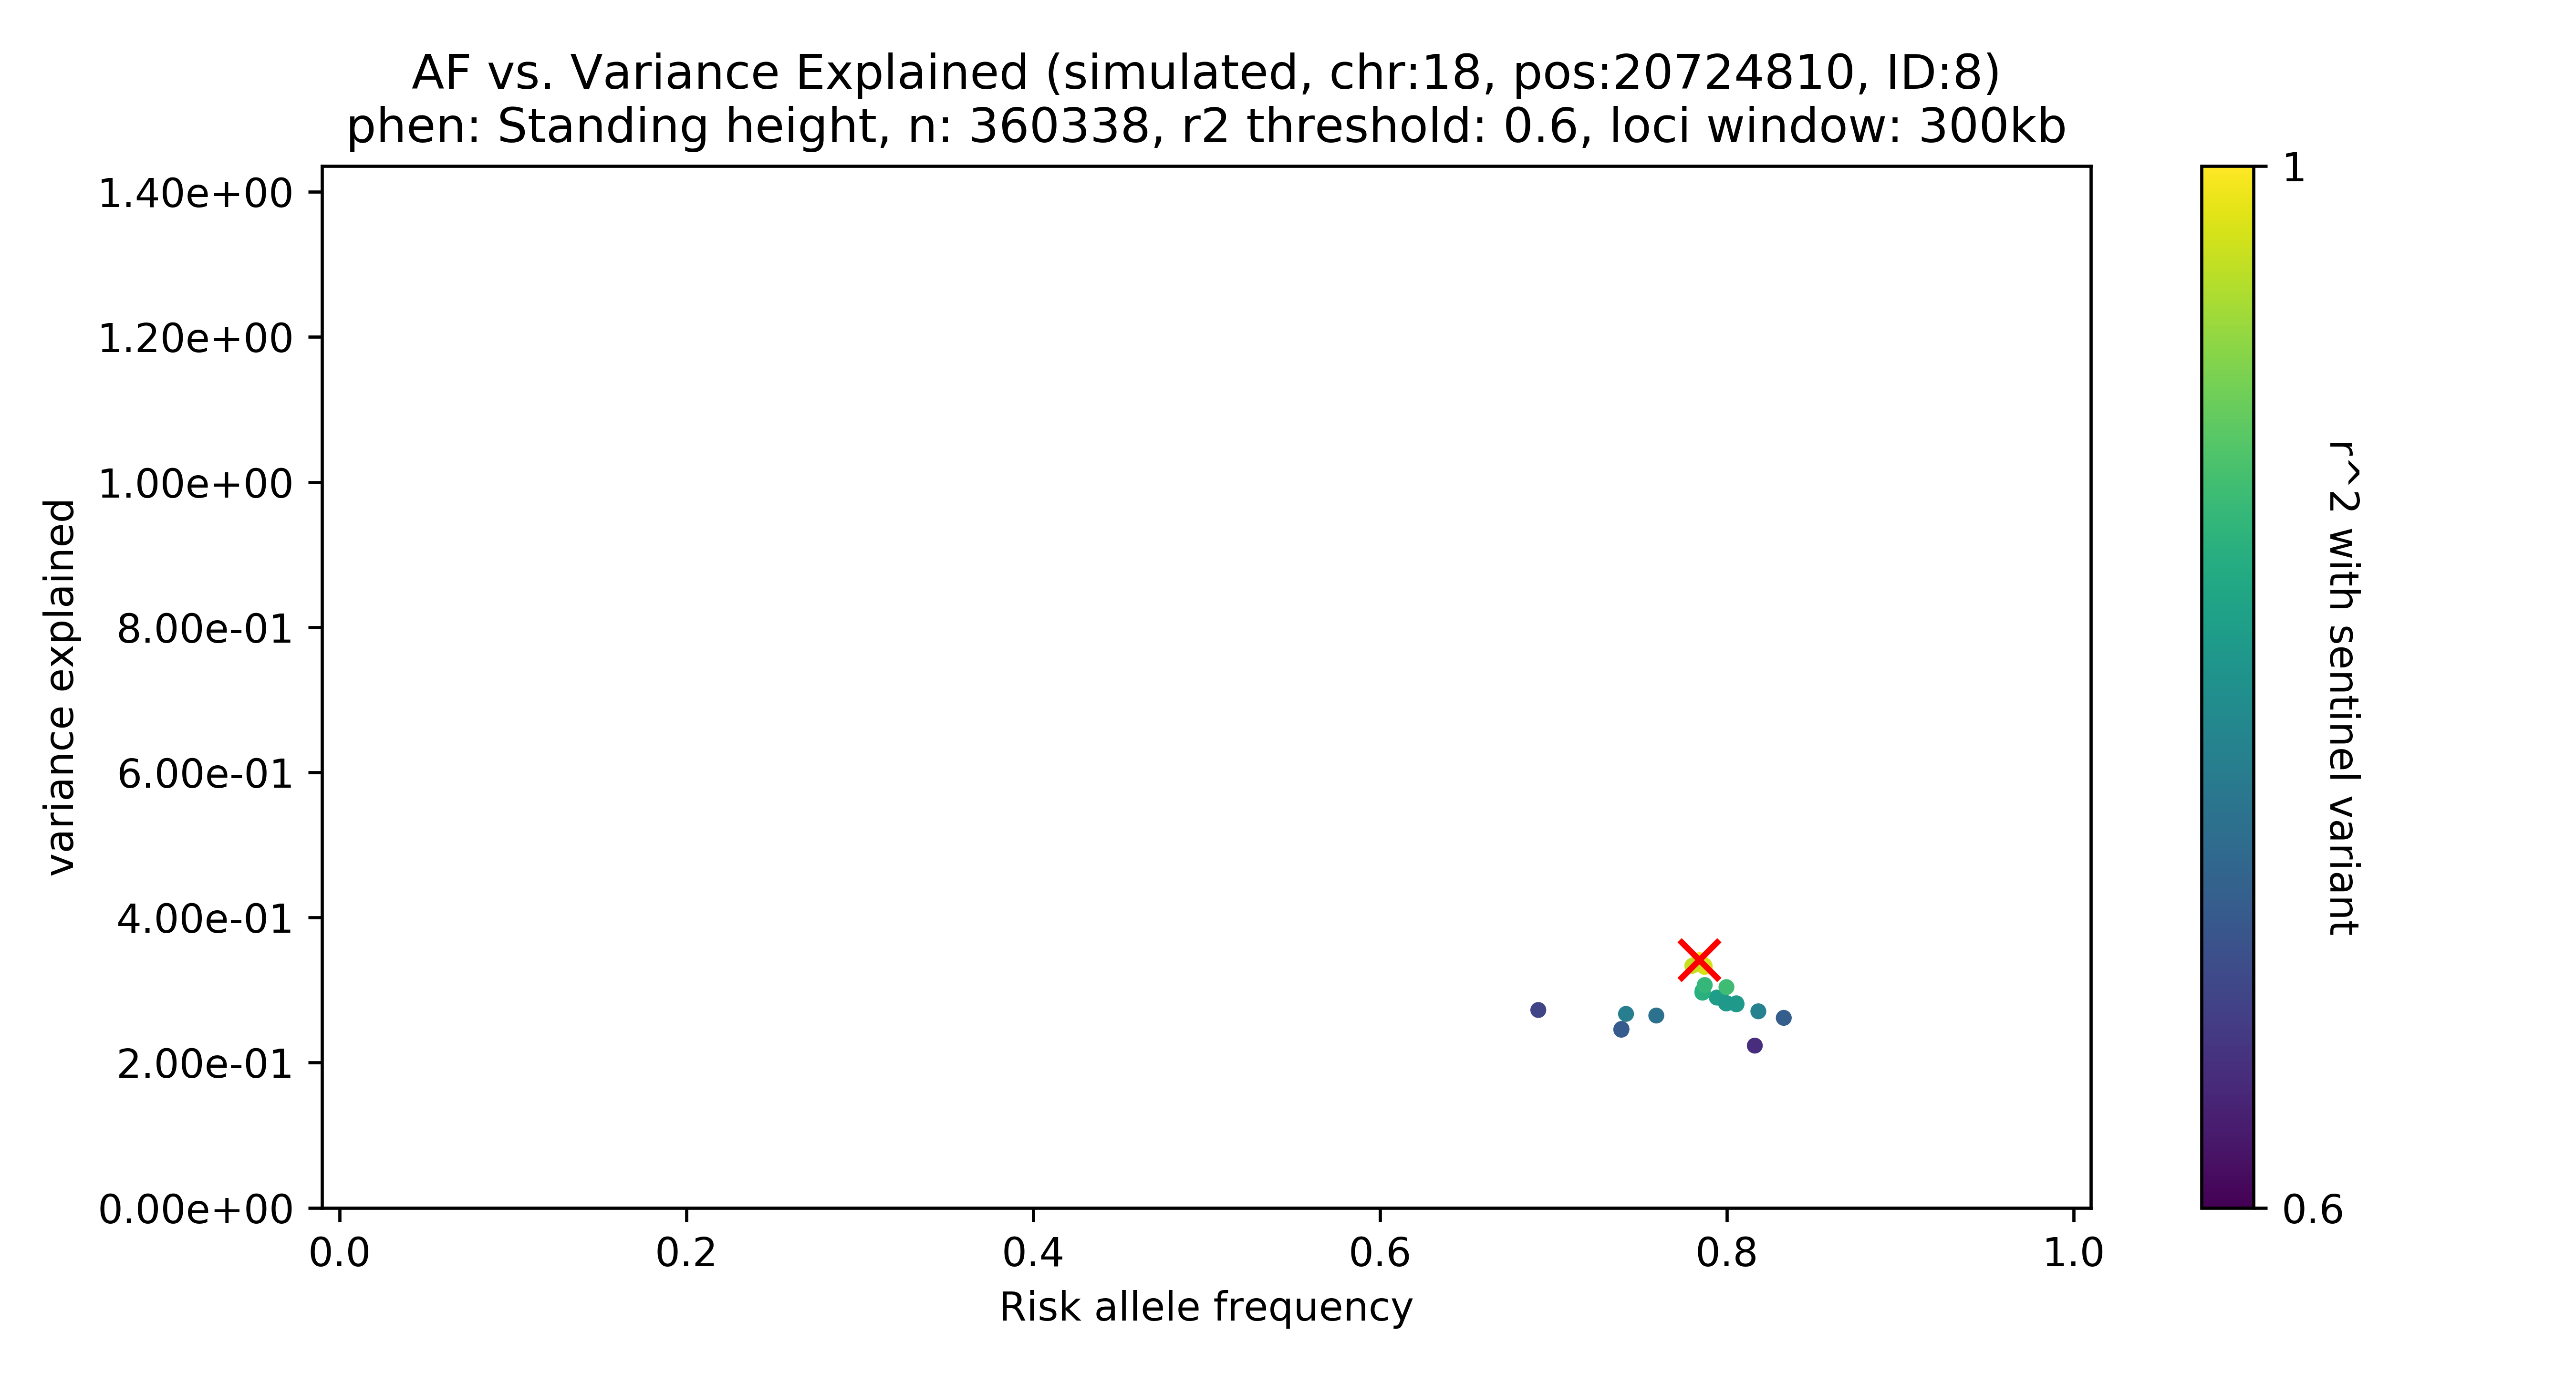 AF vs. Variance Explained (simulated, chr:18, pos:20724810, ID:8)
phen: Standing height, n: 360338, r2 threshold: 0.6, loci window: 300kb
1.40e+00
1.20e+00
1.00e+00
8.00e-01
6.00e-01
4.00e-01
2.00e-01
0.00e+00
variance explained
0.0 0.2 0.4 0.6 0.8 1.0
Risk allele frequency
1
0.6
r^2 with sentinel variant